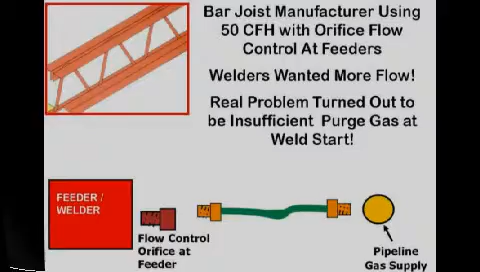 Bar Joist Manufacturer Using
50 CFH with Orifice Flow
Control At Feeders
Welders Wanted More Flow!
Real Problem Turned Out to
be Insufficient Purge Gas at
Weld Start!
FEEDER /
WELDER
Flow Control
Orifice at
Feeder
Pipeline
Gas Supply